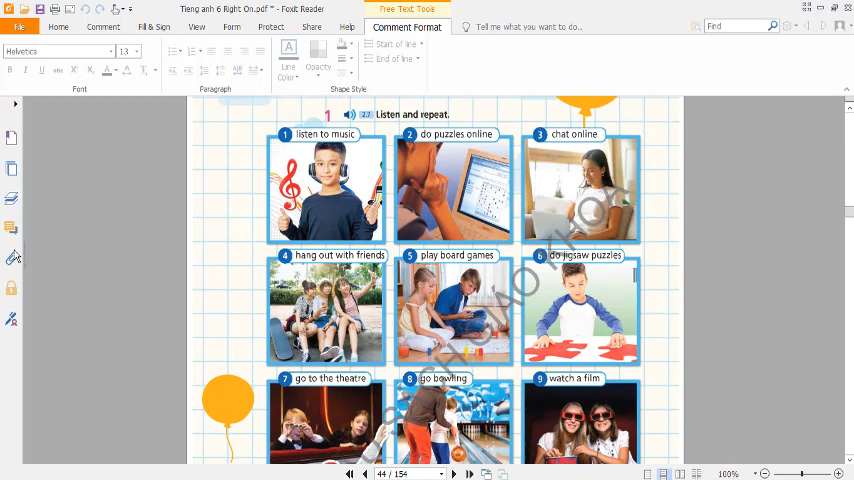 Tieng anh 6 Right On.pdf * - Foxit Reader
Free Text Tools
File Home Comment Fill & Sign View Form Protect Share Help Comment Format Tell me what you want to do... Find
Helvetica 13
Line Color Opacity
Start of line
End of line
Font Paragraph Shape Style
1 2.7 Listen and repeat.
1 listen to music
2 do puzzles online
3 chat online
4 hang out with friends
5 play board games
6 do jigsaw puzzles
7 go to the theatre
8 go bowling
9 watch a film
SÁCH GIÁO KHOA
44 / 154
100%